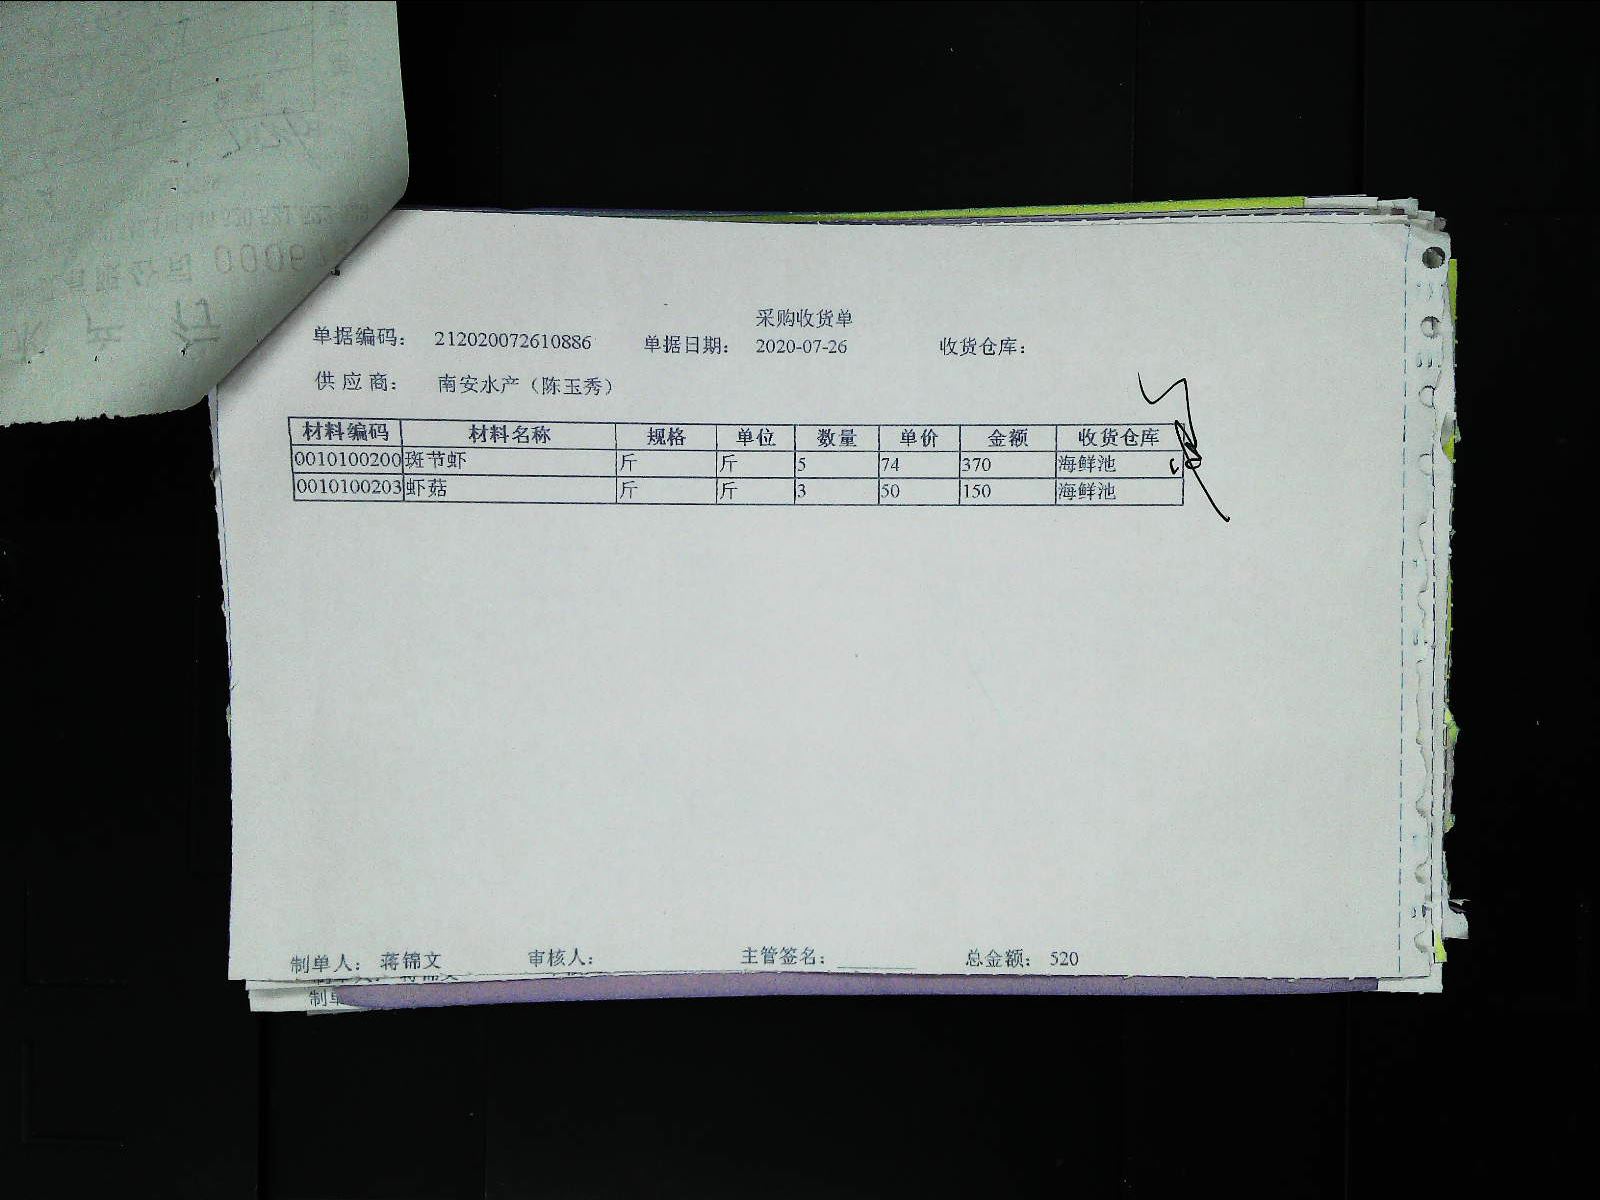 采购收货单
单据编码： 212020072610886 单据日期： 2020-07-26 收货仓库：
供应商： 南安水产（陈玉秀）
材料编码 材料名称 规格 单位 数量 单价 金额 收货仓库
0010100200 斑节虾 斤 斤 5 74 370 海鲜池
0010100203 虾菇 斤 斤 3 50 150 海鲜池
制单人： 蒋锦文 审核人： 主管签名： 总金额： 520
制单